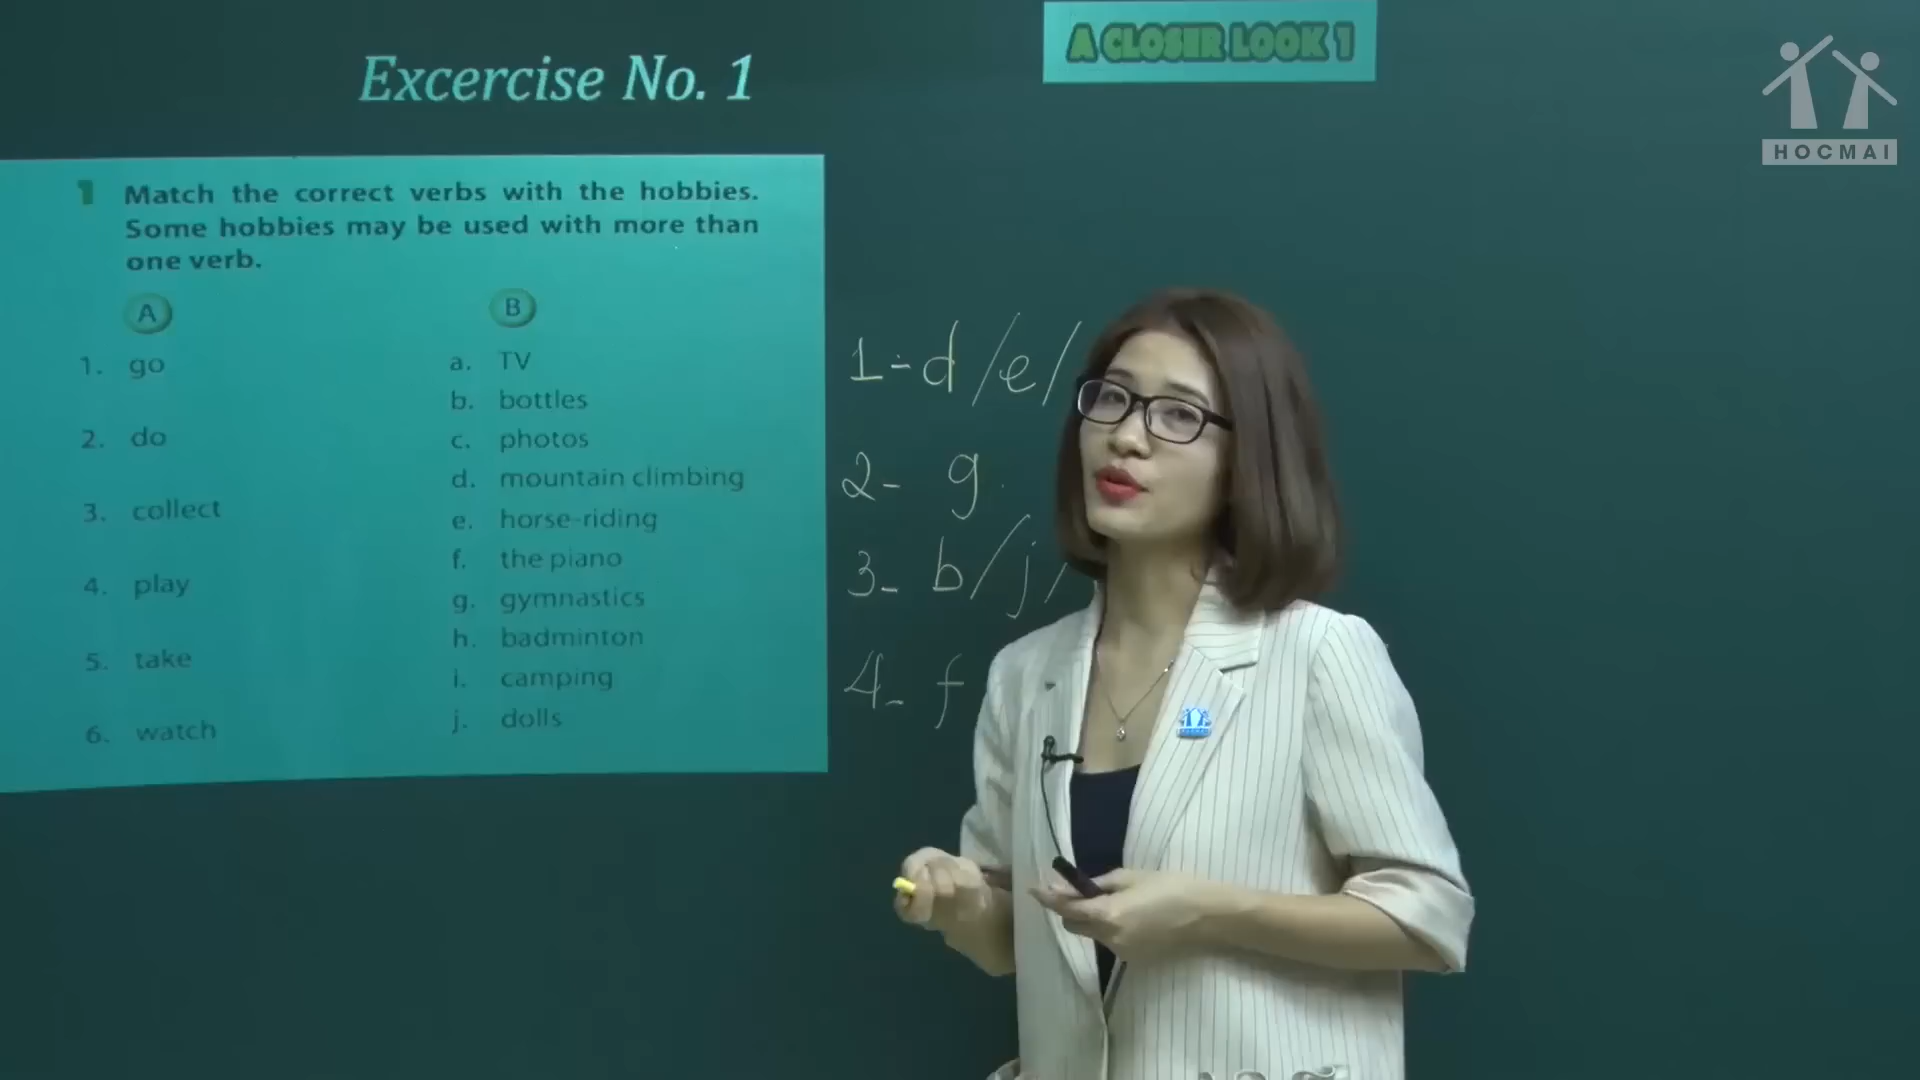 A CLOSER LOOK 1
HOCMAI
Excercise No. 1
1 Match the correct verbs with the hobbies.
Some hobbies may be used with more than
one verb.
A
1. go
2. do
3. collect
4. play
5. take
6. watch
B
a. TV
b. bottles
c. photos
d. mountain climbing
e. horse-riding
f. the piano
g. gymnastics
h. badminton
i. camping
j. dolls
1- d/e/
2- g.
3- b/j/
4- f